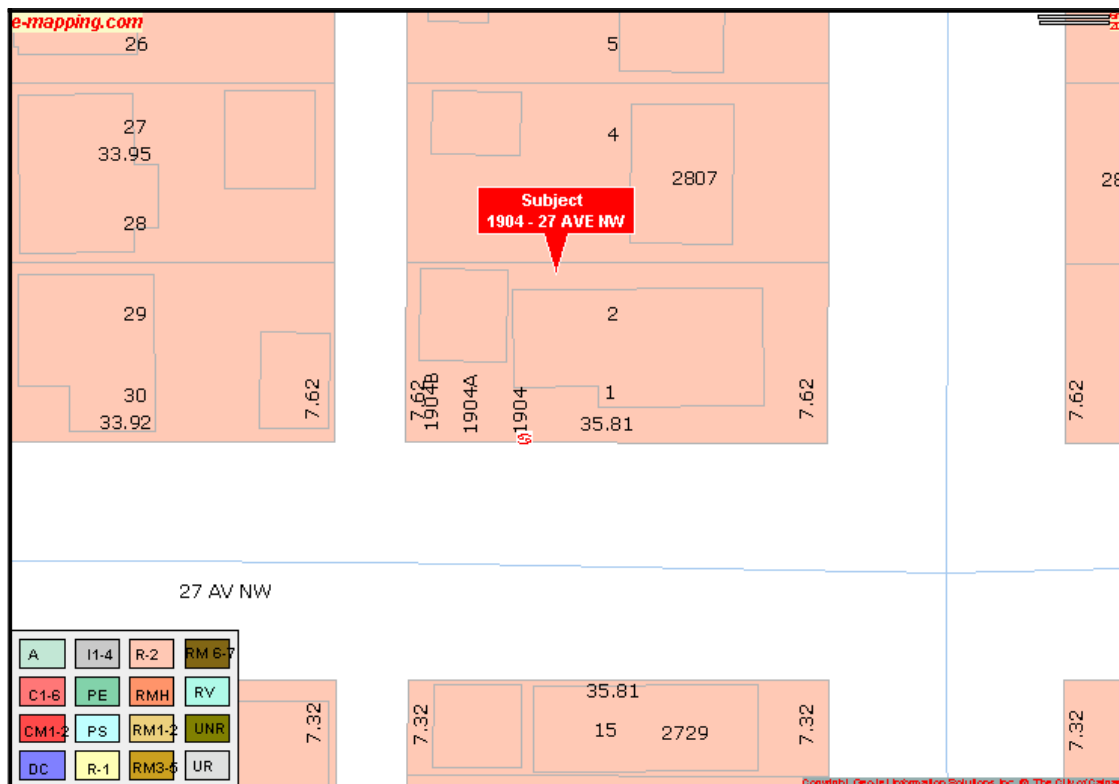 e-mapping.com
26
5
27
4
33.95
2807
28
28
Subject
1904 - 27 AVE NW
29
2
30
33.92
7.62
7.62
1904B
1904A
1904
1
35.81
7.62
7.62
27 AV NW
A
I1-4
R-2
RM 6-7
C1-6
PE
RMH
RV
CM1-2
PS
RM1-2
UNR
DC
R-1
RM3-5
UR
7.32
7.32
35.81
15
2729
7.32
7.32